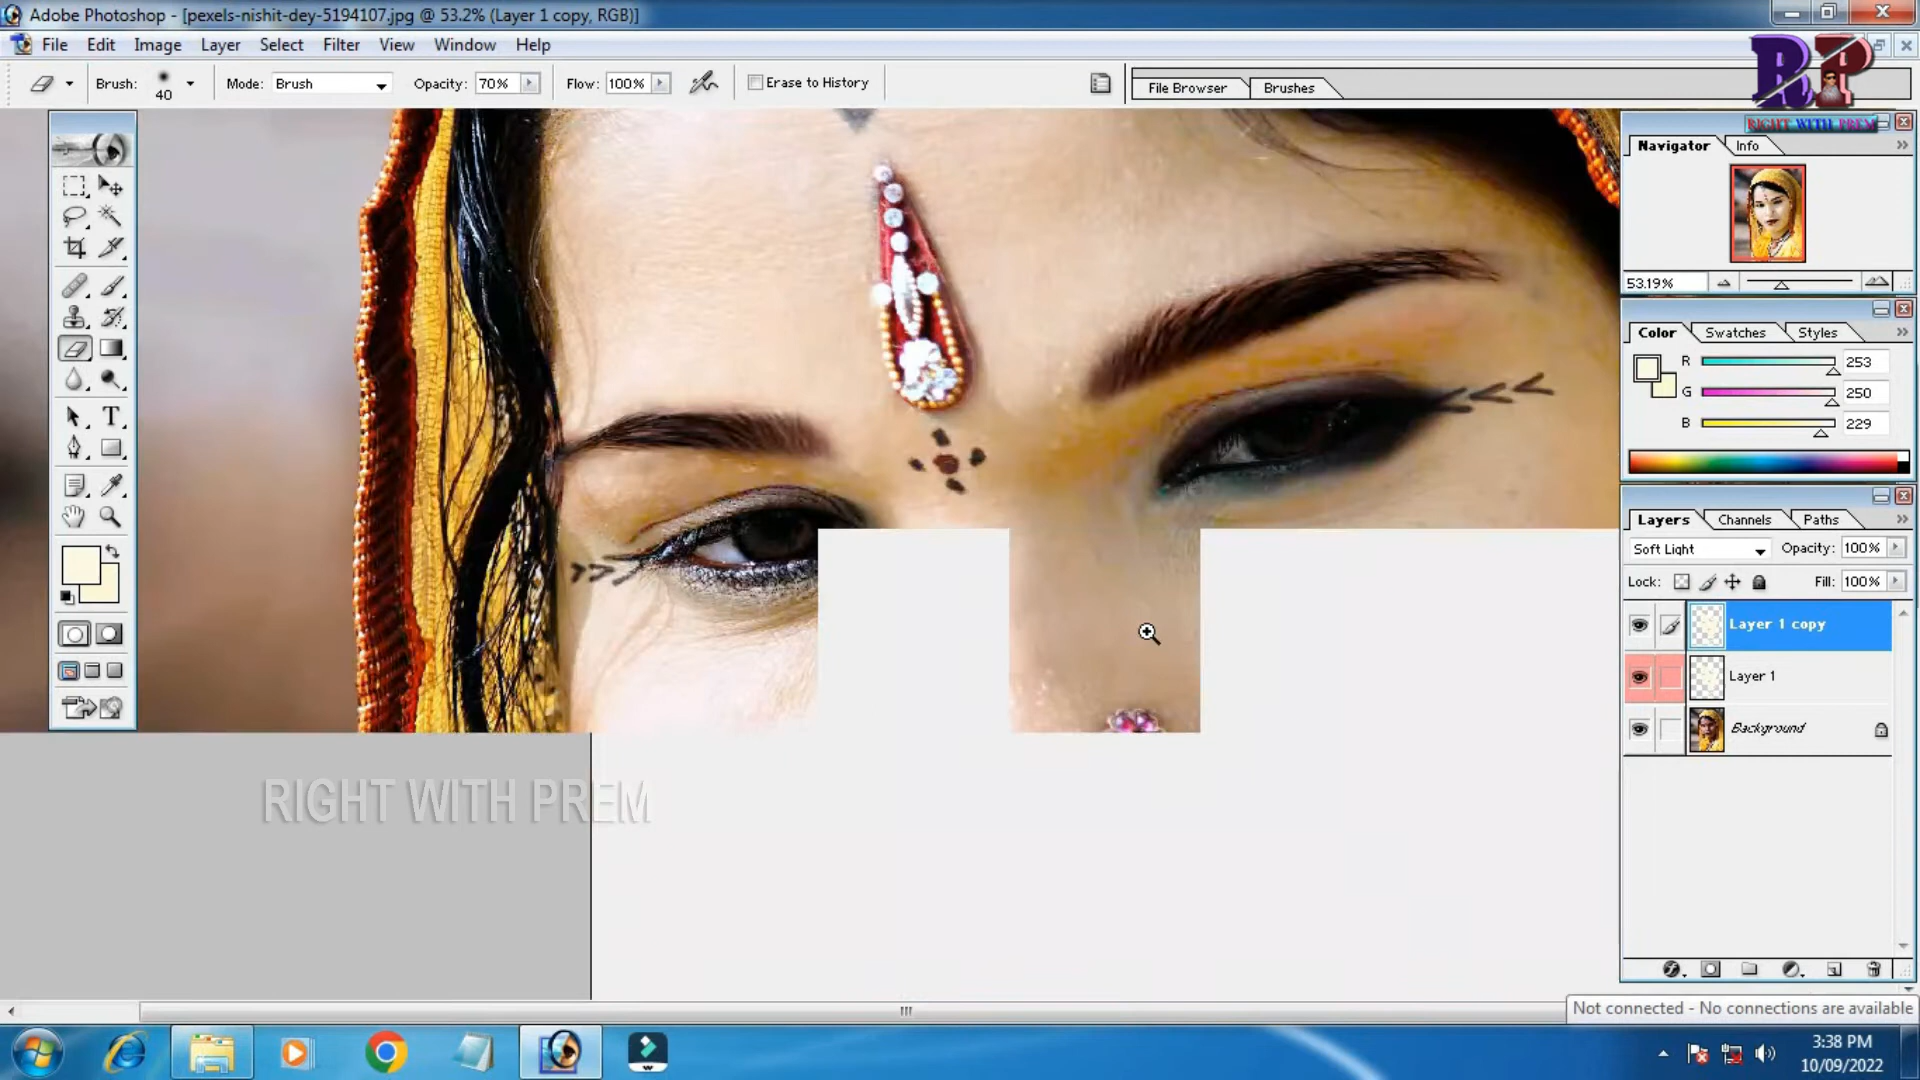 Adobe Photoshop - [pexels-nishit-dey-5194107.jpg @ 53.2% (Layer 1 copy, RGB)]
File Edit Image Layer Select Filter View Window Help
Brush: 40 Mode: Brush Opacity: 70% Flow: 100% Erase to History File Browser Brushes
RP
RIGHT WITH PREM
Navigator Info
53.19%
Color Swatches Styles
R 253
G 250
B 229
Layers Channels Paths
Soft Light Opacity: 100%
Lock: Fill: 100%
Layer 1 copy
Layer 1
Background
T
RIGHT WITH PREM
Not connected - No connections are available
3:38 PM
10/09/2022